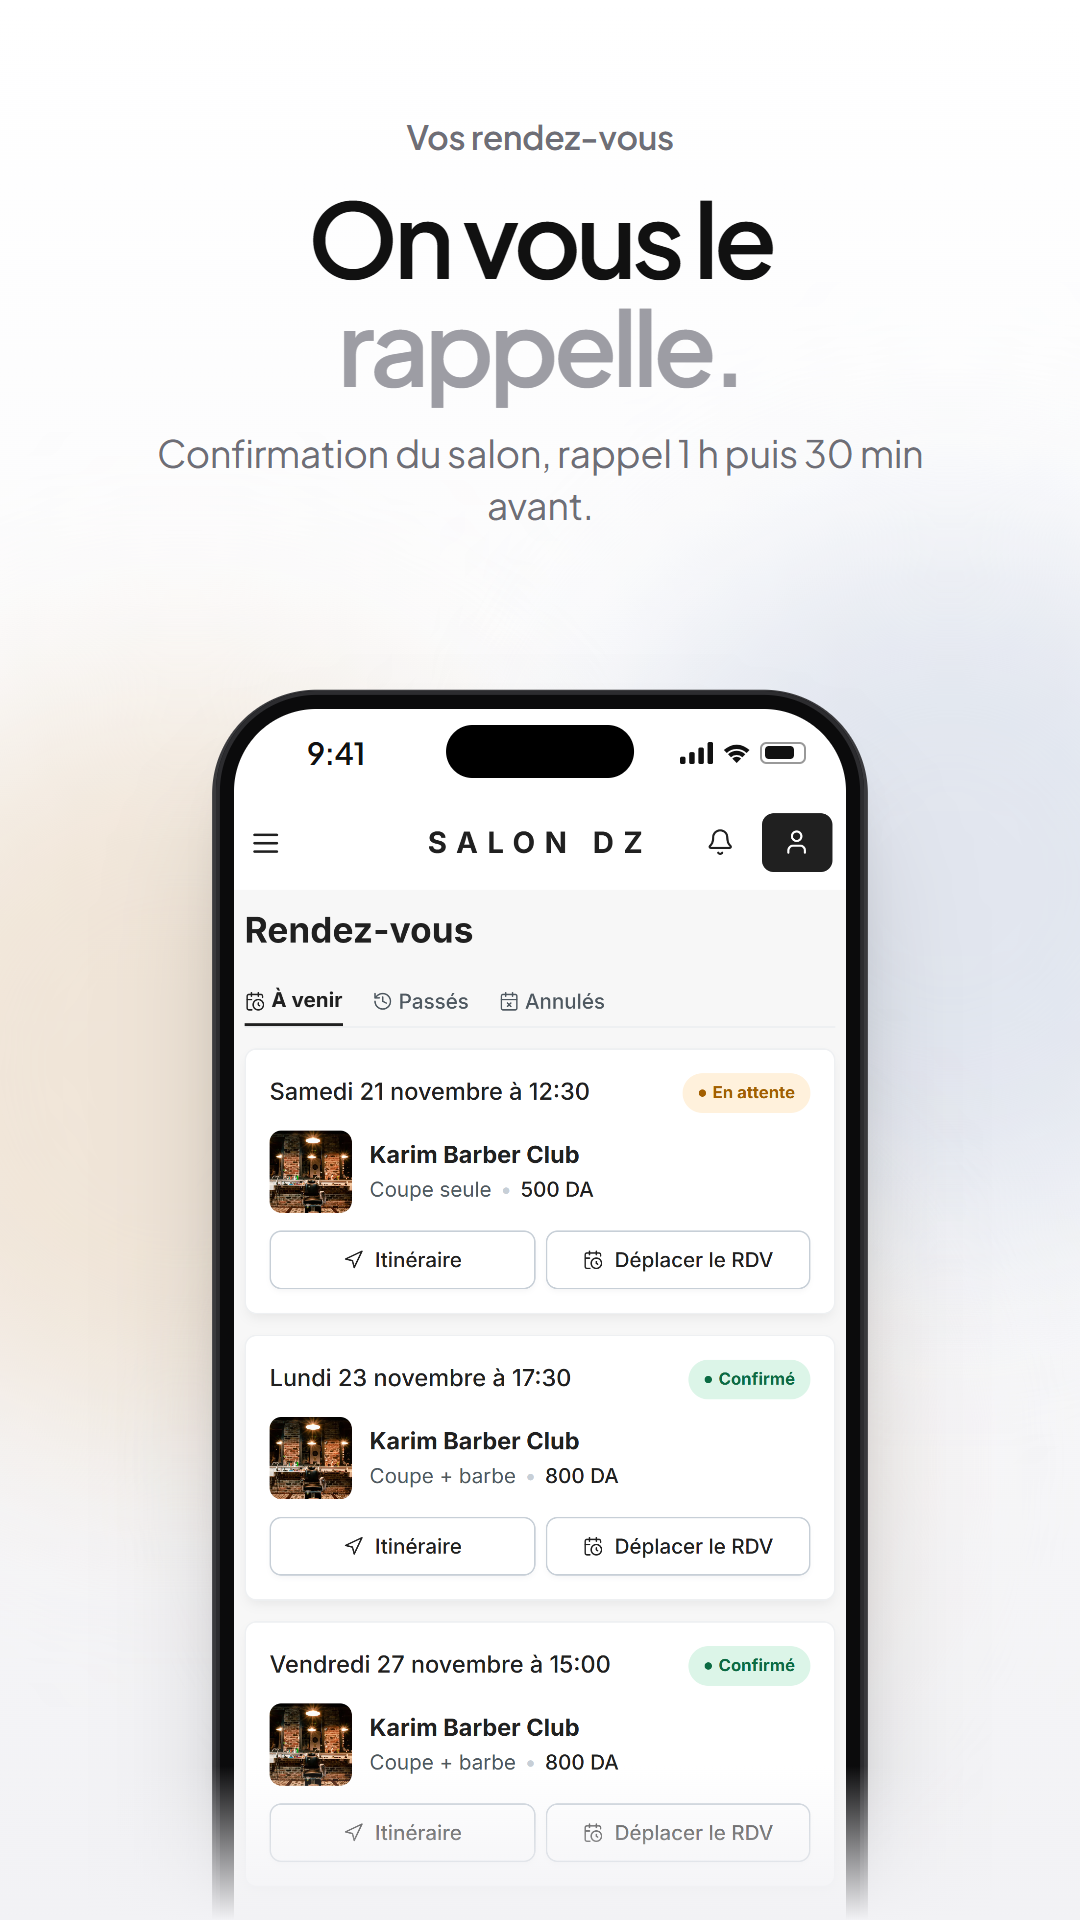 Vos rendez-vous
On vous le
rappelle.
Confirmation du salon, rappel 1 h puis 30 min
avant.
9:41
SALON DZ
Rendez-vous
À venir Passés Annulés
Samedi 21 novembre à 12:30 • En attente
Karim Barber Club
Coupe seule • 500 DA
Itinéraire Déplacer le RDV
Lundi 23 novembre à 17:30 • Confirmé
Karim Barber Club
Coupe + barbe • 800 DA
Itinéraire Déplacer le RDV
Vendredi 27 novembre à 15:00 • Confirmé
Karim Barber Club
Coupe + barbe • 800 DA
Itinéraire Déplacer le RDV